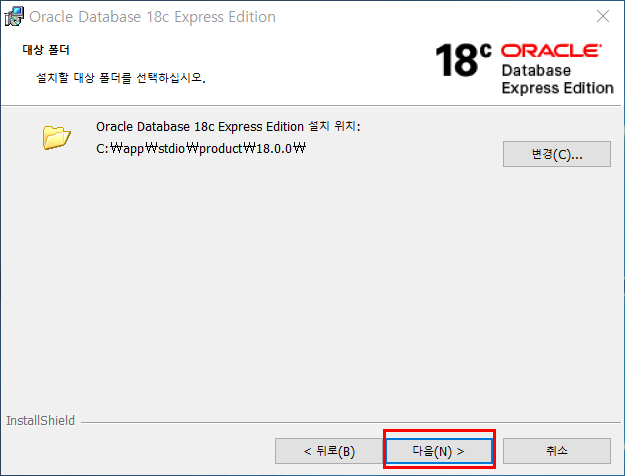 Oracle Database 18c Express Edition
대상 폴더
설치할 대상 폴더를 선택하십시오.
18c ORACLE
Database
Express Edition
Oracle Database 18c Express Edition 설치 위치:
C:₩app₩stdio₩product₩18.0.0₩
변경(C)...
InstallShield
< 뒤로(B)
다음(N) >
취소